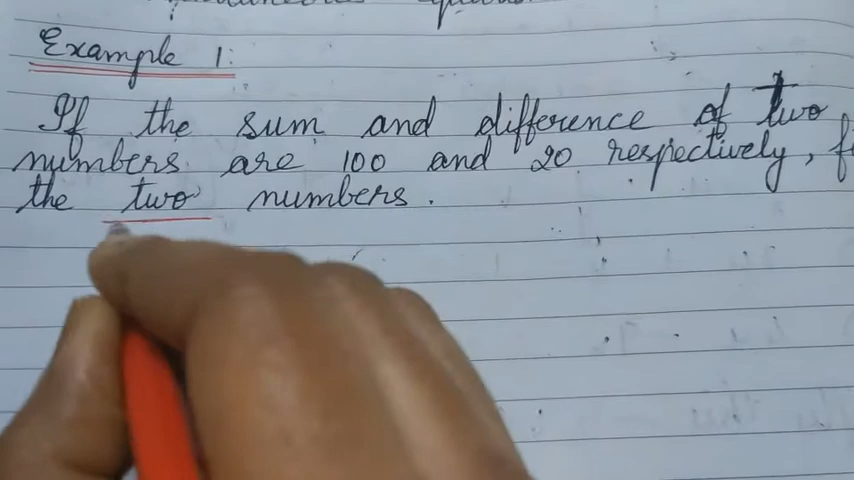 Example 1:
If the sum and difference of two
numbers are 100 and 20 respectively,
the two numbers.